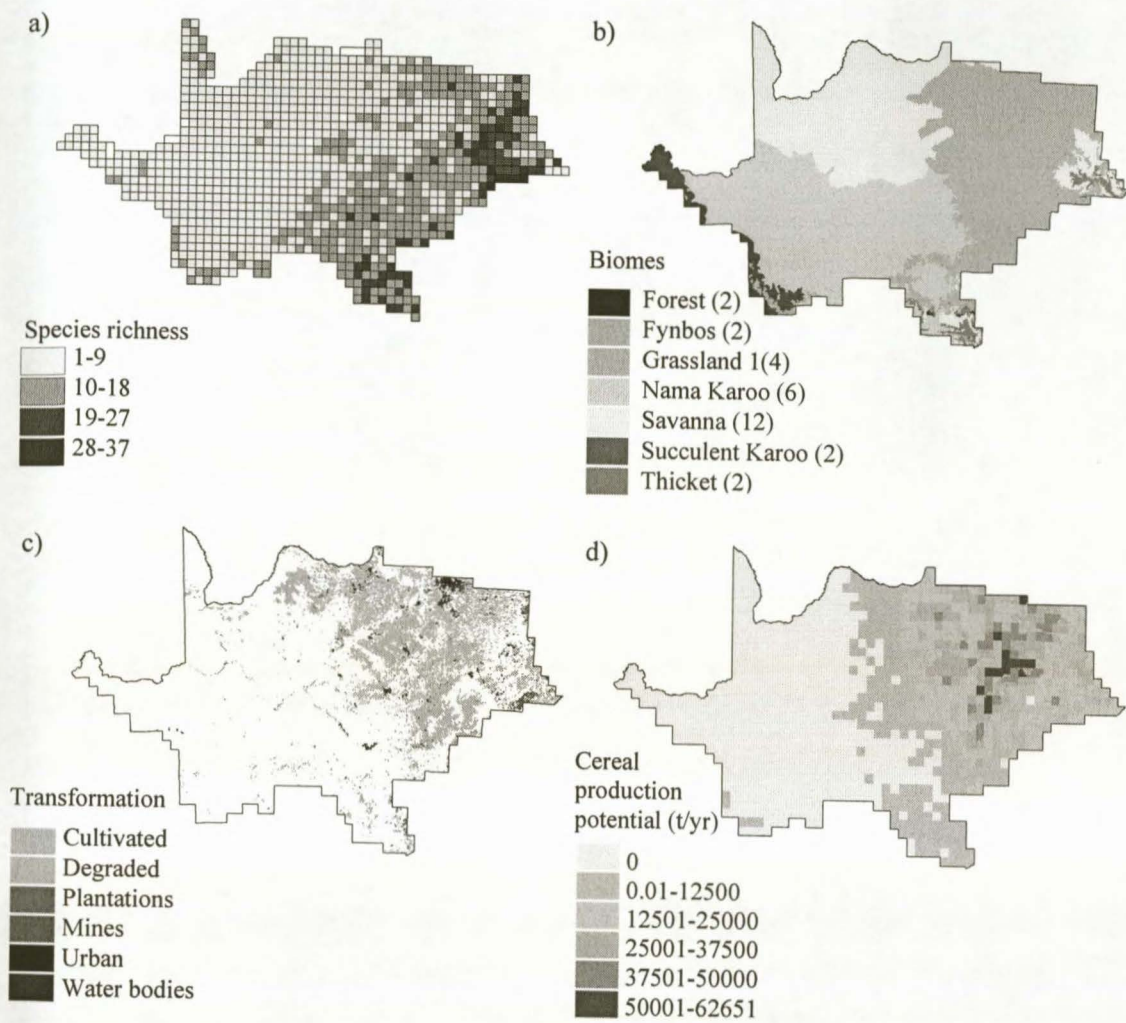 a)
Species richness
1-9
10-18
19-27
28-37
b)
Biomes
Forest (2)
Fynbos (2)
Grassland 1(4)
Nama Karoo (6)
Savanna (12)
Succulent Karoo (2)
Thicket (2)
c)
Transformation
Cultivated
Degraded
Plantations
Mines
Urban
Water bodies
d)
Cereal
production
potential (t/yr)
0
0.01-12500
12501-25000
25001-37500
37501-50000
50001-62651